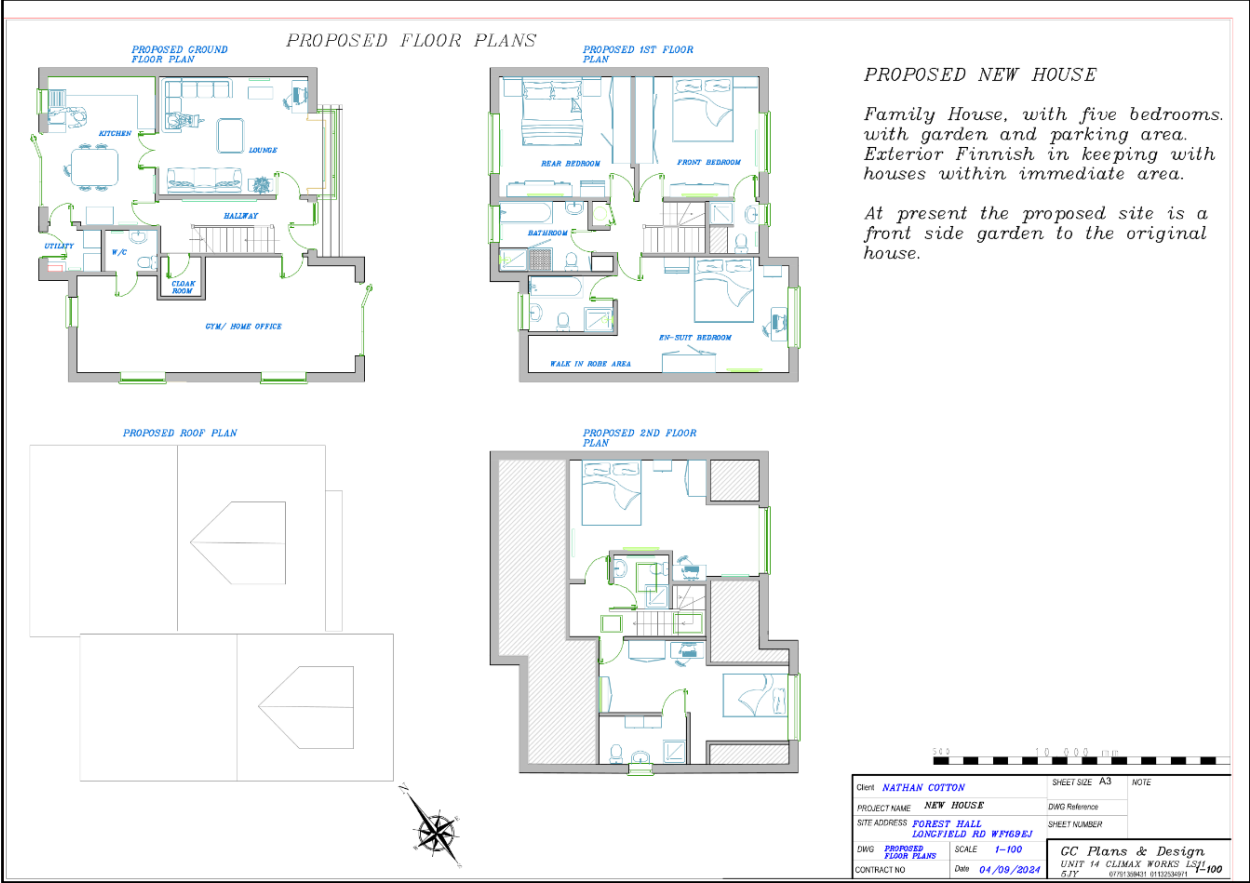 PROPOSED FLOOR PLANS
PROPOSED GROUND
FLOOR PLAN
KITCHEN
LOUNGE
HALLWAY
UTILITY
W/C
CLOAK
ROOM
GYM/ HOME OFFICE
PROPOSED 1ST FLOOR
PLAN
REAR BEDROOM
FRONT BEDROOM
BATHROOM
EN-SUIT BEDROOM
WALK IN ROBE AREA
PROPOSED NEW HOUSE
Family House, with five bedrooms.
with garden and parking area.
Exterior Finnish in keeping with
houses within immediate area.
At present the proposed site is a
front side garden to the original
house.
PROPOSED ROOF PLAN
PROPOSED 2ND FLOOR
PLAN
Client NATHAN COTTON
PROJECT NAME NEW HOUSE
SITE ADDRESS FOREST HALL
LONGFIELD RD WF169EJ
DWG PROPOSED
FLOOR PLANS
SCALE 1-100
CONTRACT NO
Date 04/09/2024
SHEET SIZE A3
NOTE
DWG Reference
SHEET NUMBER
GC Plans & Design
UNIT 14 CLIMAX WORKS LS11
5JY 07791359431 01132534971 1-100